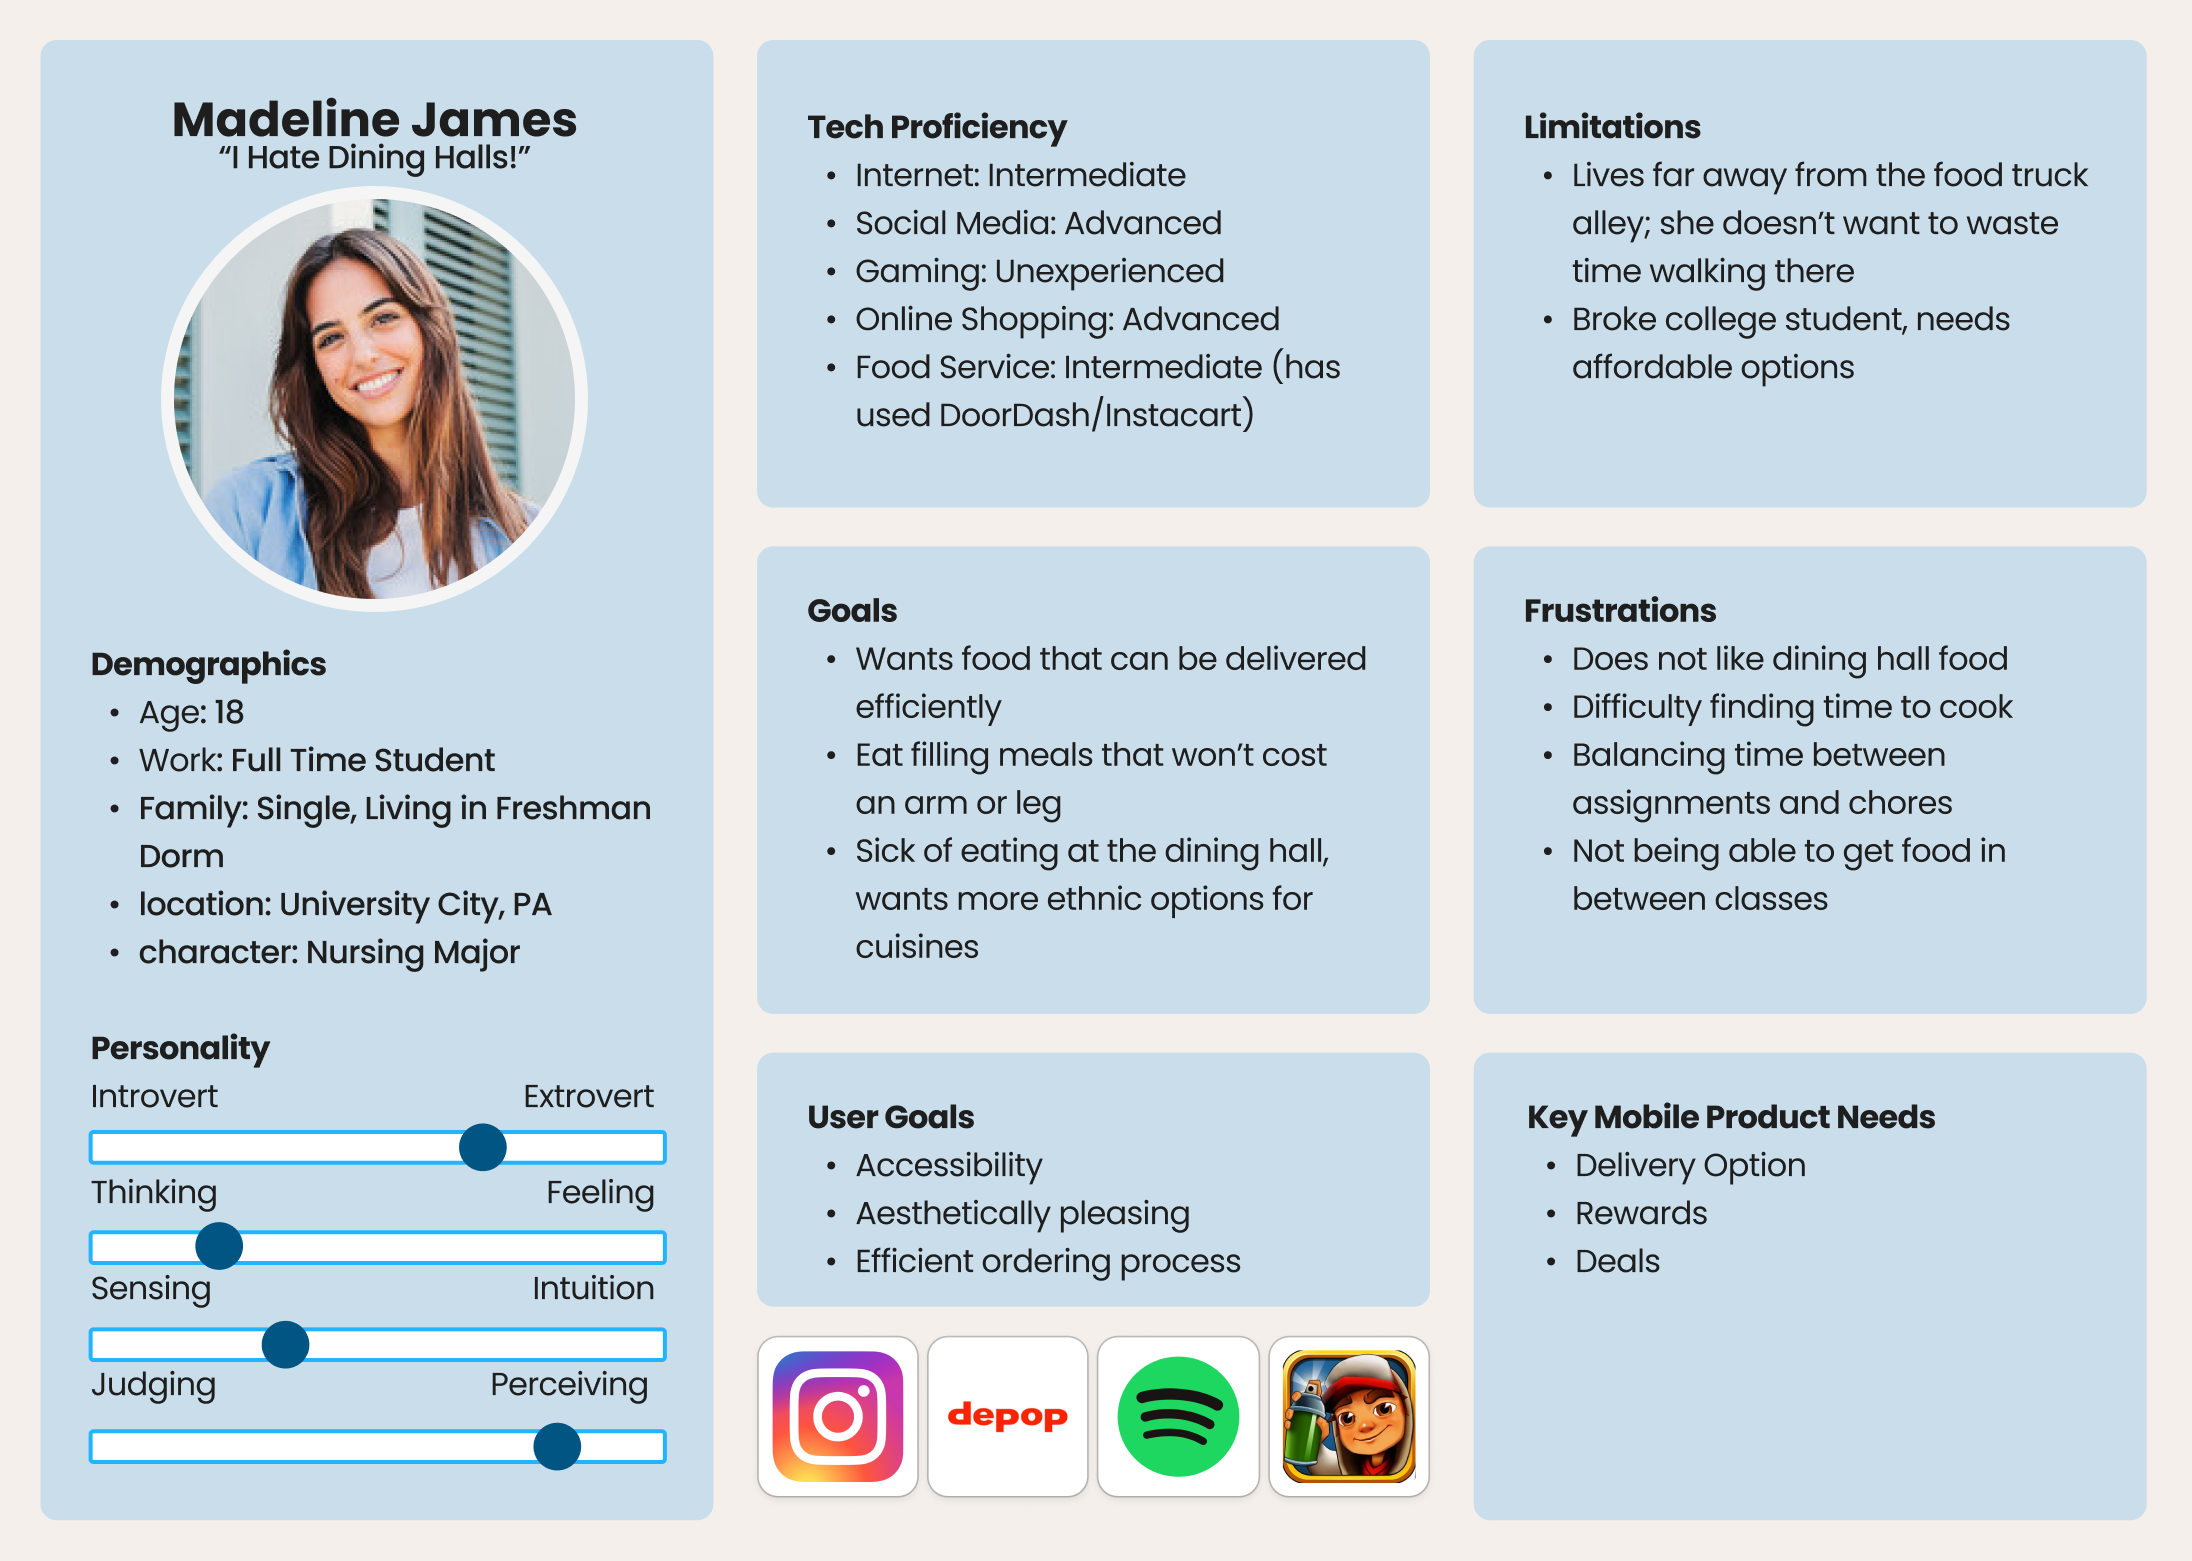 Madeline James
“I Hate Dining Halls!”
Demographics
• Age: 18
• Work: Full Time Student
• Family: Single, Living in Freshman
Dorm
• location: University City, PA
• character: Nursing Major
Personality
Introvert Extrovert
Thinking Feeling
Sensing Intuition
Judging Perceiving
Tech Proficiency
• Internet: Intermediate
• Social Media: Advanced
• Gaming: Unexperienced
• Online Shopping: Advanced
• Food Service: Intermediate (has
used DoorDash/Instacart)
Goals
• Wants food that can be delivered
efficiently
• Eat filling meals that won’t cost
an arm or leg
• Sick of eating at the dining hall,
wants more ethnic options for
cuisines
User Goals
• Accessibility
• Aesthetically pleasing
• Efficient ordering process
depop
Limitations
• Lives far away from the food truck
alley; she doesn’t want to waste
time walking there
• Broke college student, needs
affordable options
Frustrations
• Does not like dining hall food
• Difficulty finding time to cook
• Balancing time between
assignments and chores
• Not being able to get food in
between classes
Key Mobile Product Needs
• Delivery Option
• Rewards
• Deals